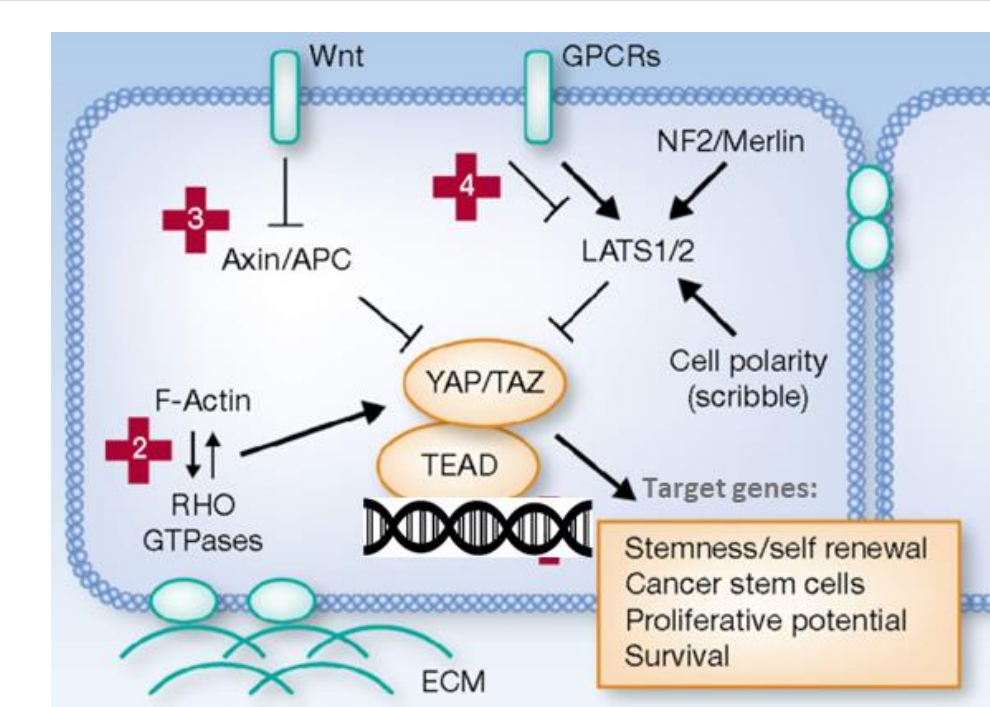 Wnt
GPCRs
NF2/Merlin
4
3
Axin/APC
LATS1/2
Cell polarity
(scribble)
YAP/TAZ
F-Actin
2
TEAD
RHO
GTPases
Target genes:
Stemness/self renewal
Cancer stem cells
Proliferative potential
Survival
ECM